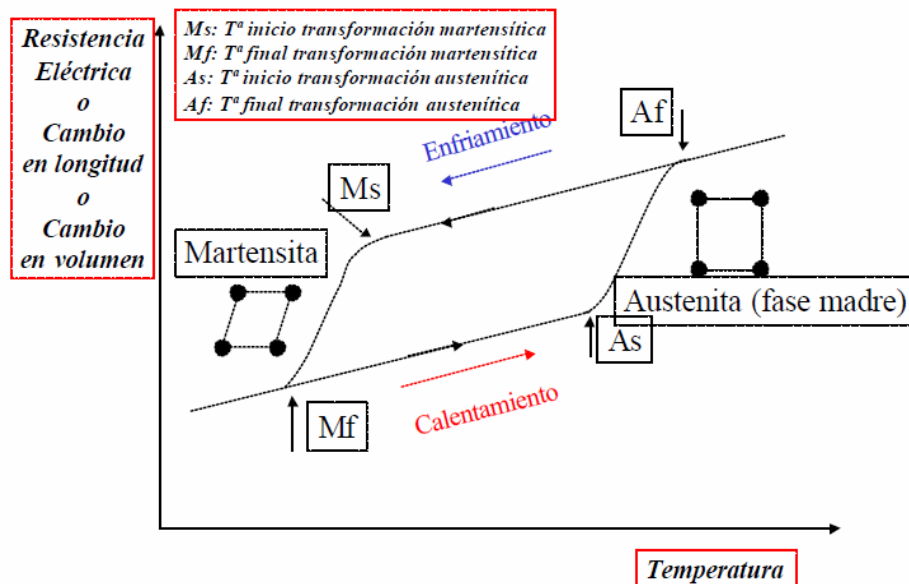 Resistencia
Eléctrica
o
Cambio
en longitud
o
Cambio
en volumen
Ms: Tª inicio transformación martensítica
Mf: Tª final transformación martensítica
As: Tª inicio transformación austenítica
Af: Tª final transformación austenítica
Enfriamiento
Af
Ms
Martensita
Austenita (fase madre)
As
Mf
Calentamiento
Temperatura